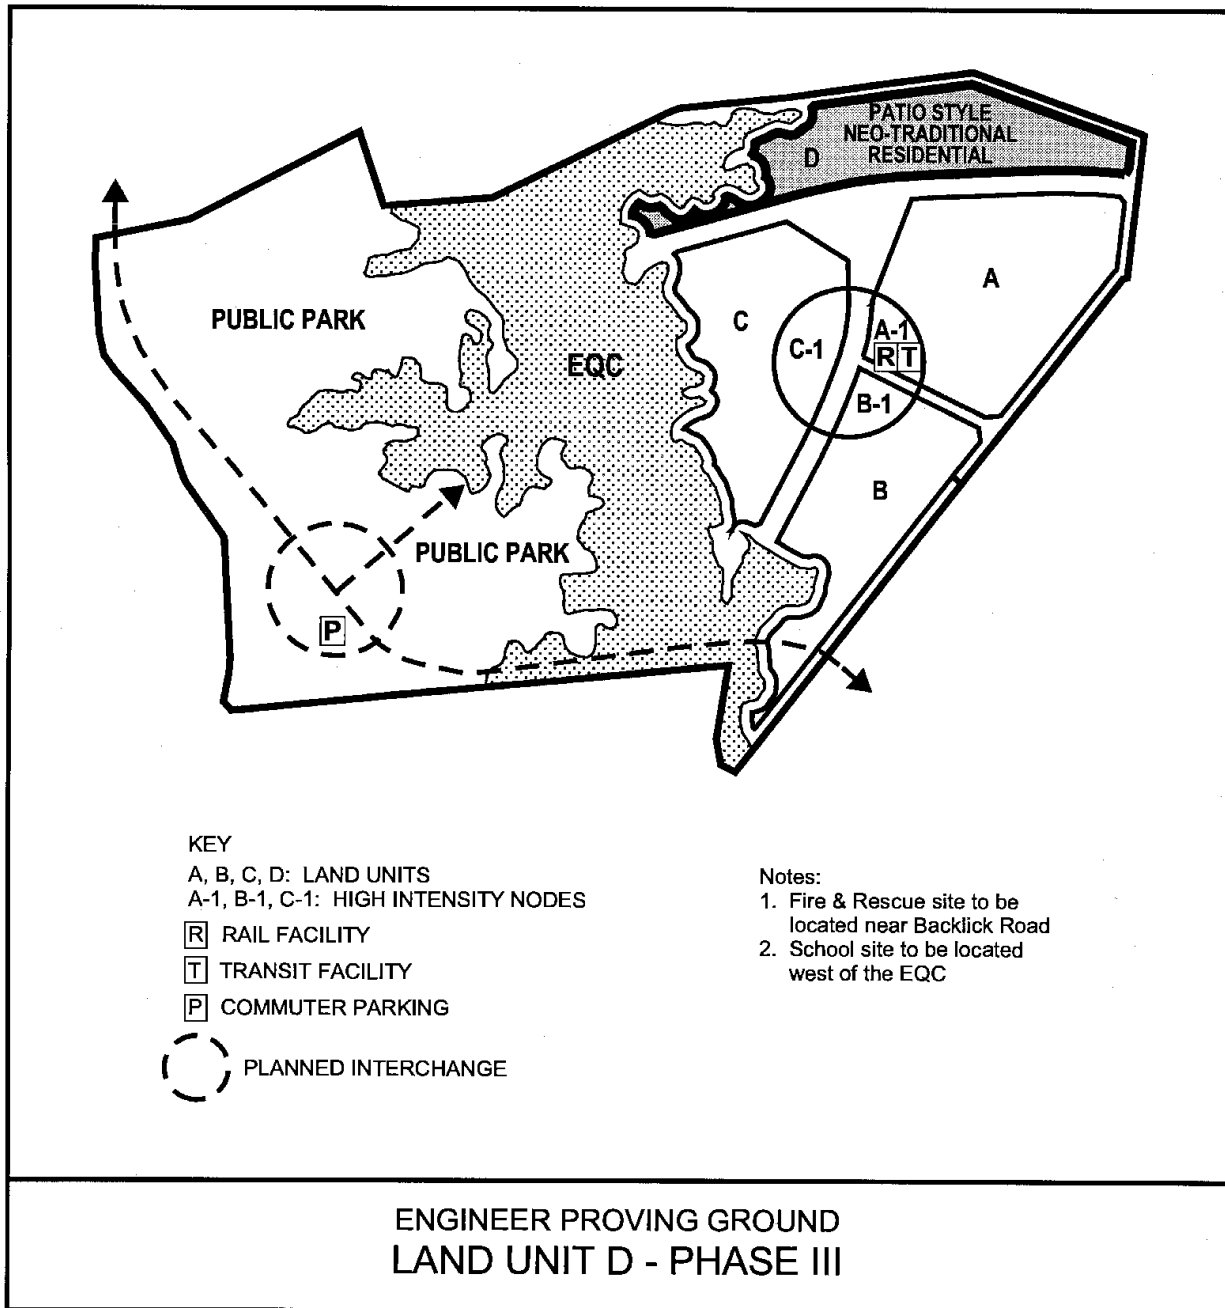 PATIO STYLE
NEO-TRADITIONAL
RESIDENTIAL
D
A
PUBLIC PARK
C
A-1
C-1
R T
EQC
B-1
B
PUBLIC PARK
P
KEY
A, B, C, D: LAND UNITS
A-1, B-1, C-1: HIGH INTENSITY NODES
R RAIL FACILITY
T TRANSIT FACILITY
P COMMUTER PARKING
PLANNED INTERCHANGE
Notes:
1. Fire & Rescue site to be
located near Backlick Road
2. School site to be located
west of the EQC
ENGINEER PROVING GROUND
LAND UNIT D - PHASE III